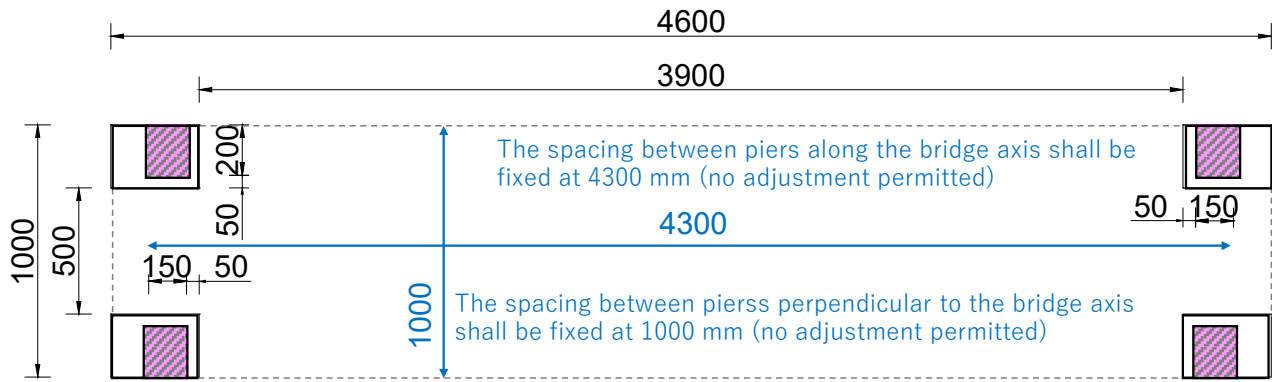 4600
3900
200
The spacing between piers along the bridge axis shall be
fixed at 4300 mm (no adjustment permitted)
50
4300
50 150
1000
500
150 50
1000
The spacing between pierss perpendicular to the bridge axis
shall be fixed at 1000 mm (no adjustment permitted)